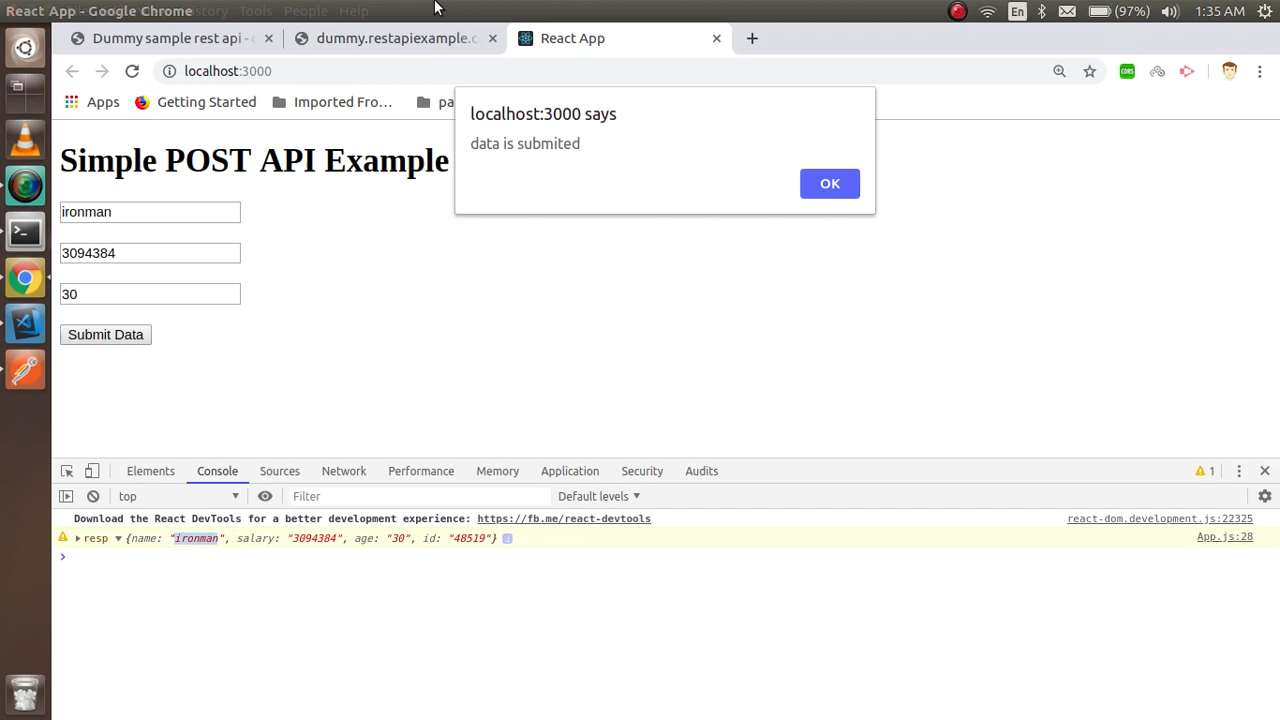 React App - Google Chrome History Tools People Help En (97%) 1:35 AM
Dummy sample rest api - dummy.restapiexample.c React App
localhost:3000
Apps Getting Started Imported Fro… pa
localhost:3000 says
data is submited
OK
Simple POST API Example
ironman
3094384
30
Submit Data
Elements Console Sources Network Performance Memory Application Security Audits 1
top Filter Default levels
Download the React DevTools for a better development experience: https://fb.me/react-devtools react-dom.development.js:22325
resp {name: "ironman", salary: "3094384", age: "30", id: "48519"} App.js:28